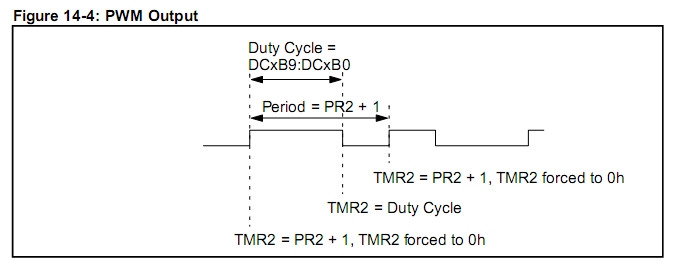 Figure 14-4: PWM Output
Duty Cycle =
DCxB9:DCxB0
Period = PR2 + 1
TMR2 = PR2 + 1, TMR2 forced to 0h
TMR2 = Duty Cycle
TMR2 = PR2 + 1, TMR2 forced to 0h